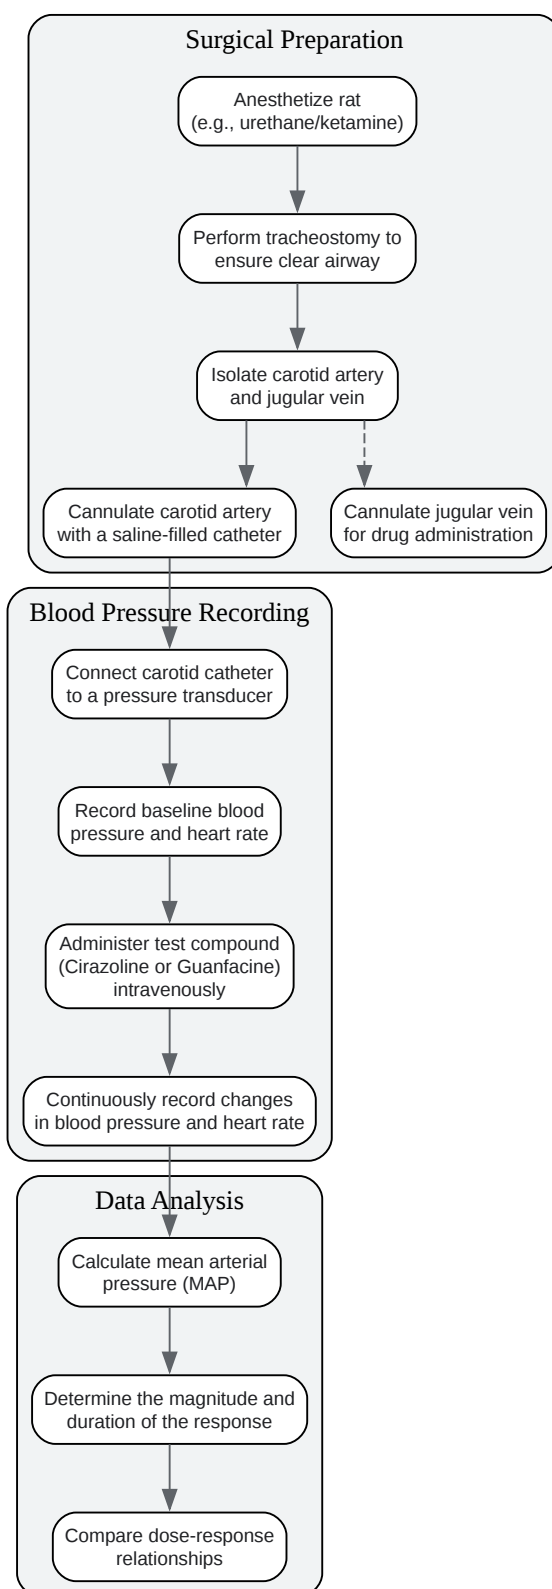 Surgical Preparation
Anesthetize rat
(e.g., urethane/ketamine)
Perform tracheostomy to
ensure clear airway
Isolate carotid artery
and jugular vein
Cannulate carotid artery
with a saline-filled catheter
Cannulate jugular vein
for drug administration
Blood Pressure Recording
Connect carotid catheter
to a pressure transducer
Record baseline blood
pressure and heart rate
Administer test compound
(Cirazoline or Guanfacine)
intravenously
Continuously record changes
in blood pressure and heart rate
Data Analysis
Calculate mean arterial
pressure (MAP)
Determine the magnitude and
duration of the response
Compare dose-response
relationships